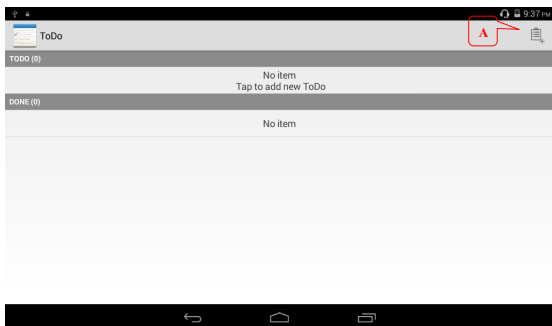 9:37 PM
ToDo
A
TODO (0)
No item
Tap to add new ToDo
DONE (0)
No item